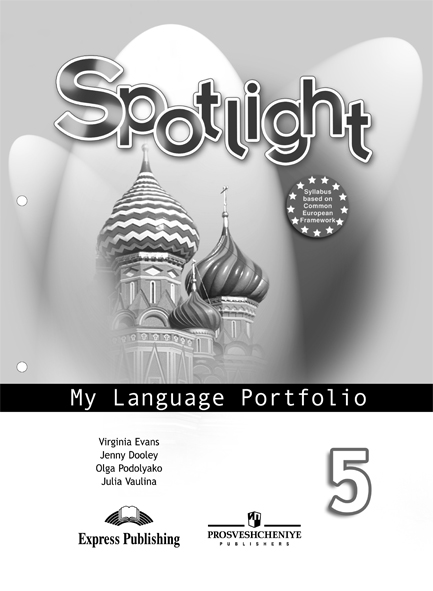 Spotlight
Syllabus
based on
Common
European
Framework
My Language Portfolio
Virginia Evans
Jenny Dooley
Olga Podolyako
Julia Vaulina
5
Express Publishing
PROSVESHCHENIYE
PUBLISHERS